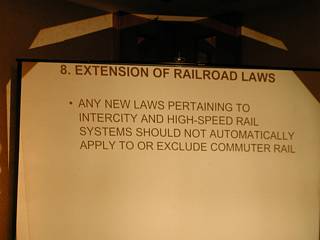 8. EXTENSION OF RAILROAD LAWS
• ANY NEW LAWS PERTAINING TO
INTERCITY AND HIGH-SPEED RAIL
SYSTEMS SHOULD NOT AUTOMATICALLY
APPLY TO OR EXCLUDE COMMUTER RAIL